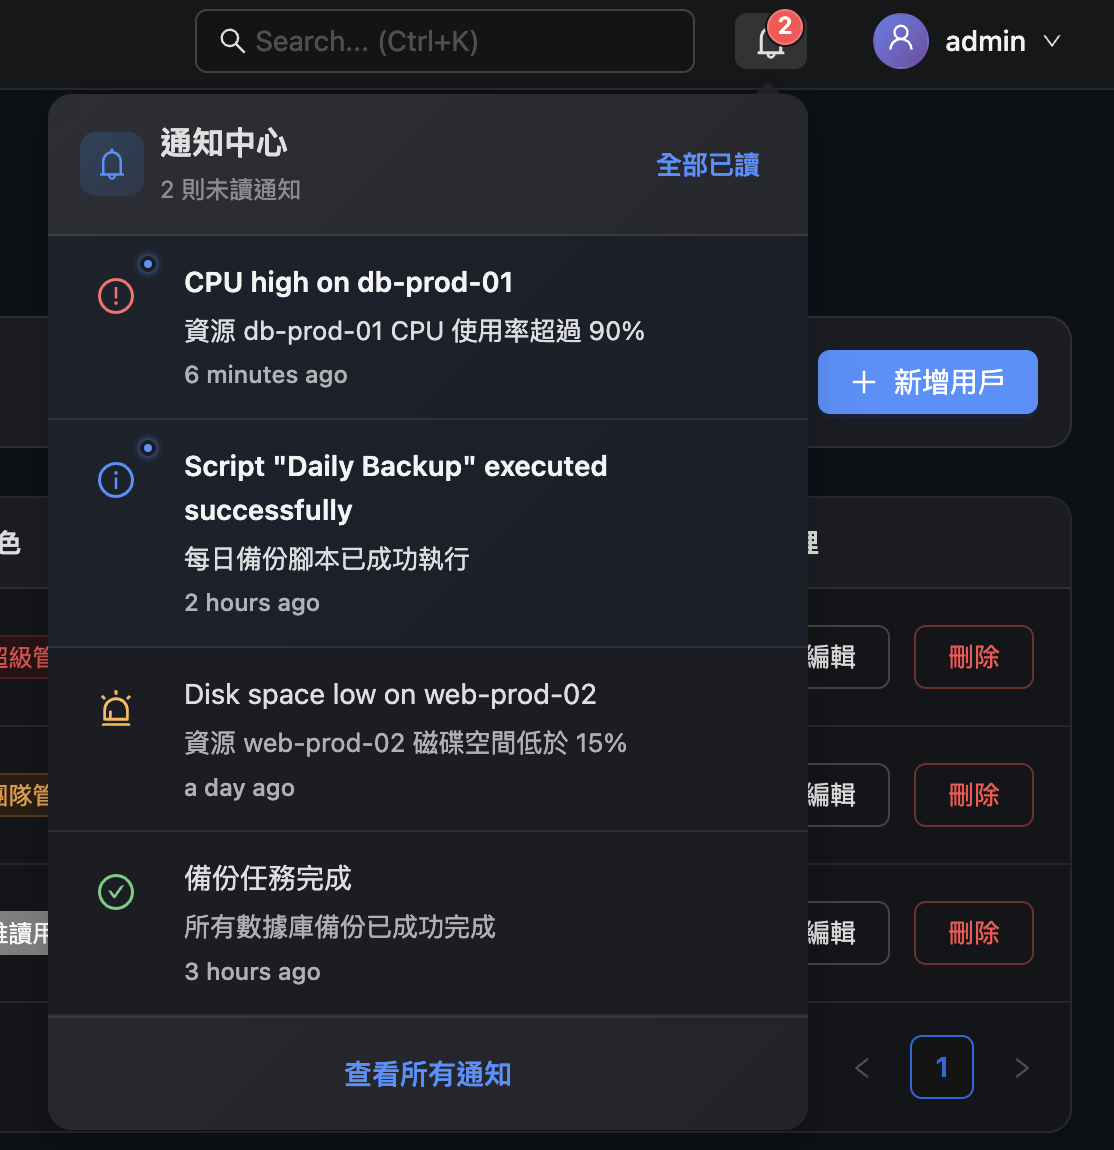 Search... (Ctrl+K)
2
admin
通知中心
2 則未讀通知
全部已讀
CPU high on db-prod-01
資源 db-prod-01 CPU 使用率超過 90%
6 minutes ago
新增用戶
Script "Daily Backup" executed
successfully
每日備份腳本已成功執行
2 hours ago
色
編輯
刪除
超級管
Disk space low on web-prod-02
資源 web-prod-02 磁碟空間低於 15%
a day ago
團隊管
編輯
刪除
備份任務完成
所有數據庫備份已成功完成
3 hours ago
讀用
編輯
刪除
查看所有通知
1